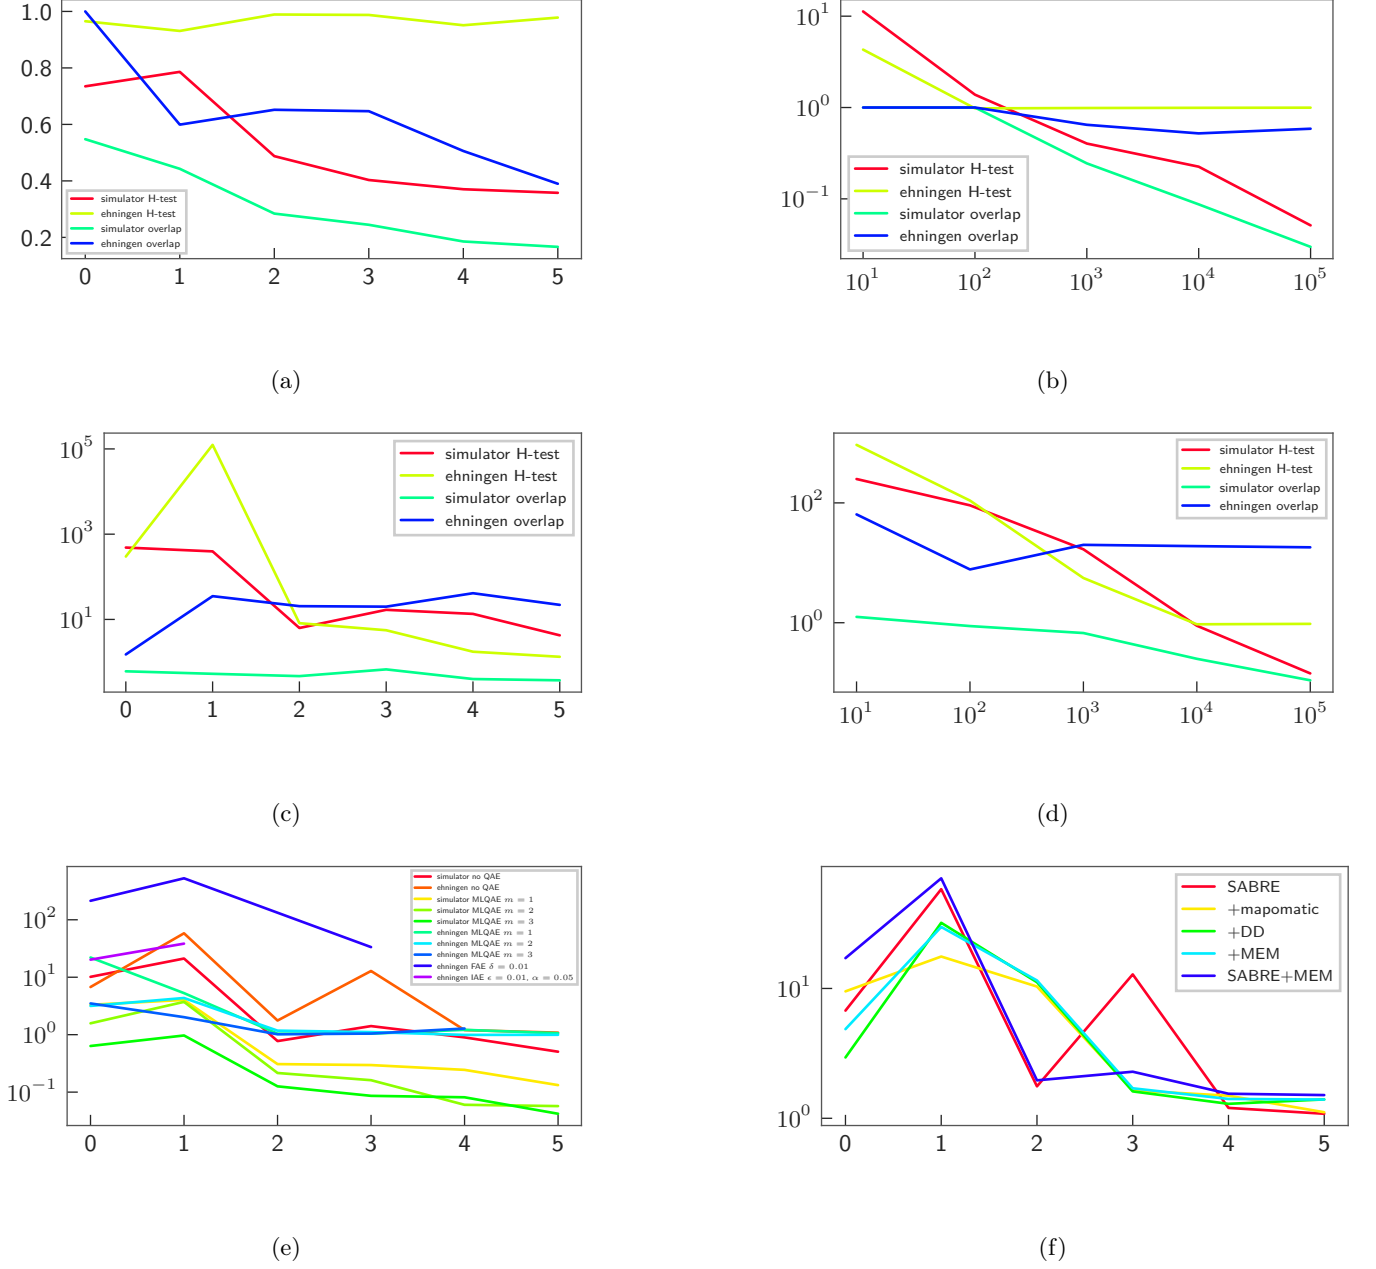 1.0
0.8
0.6
0.4
0.2
simulator H-test
ehningen H-test
simulator overlap
ehningen overlap
0 1 2 3 4 5
(a)
10^1
10^0
10^−1
simulator H-test
ehningen H-test
simulator overlap
ehningen overlap
10^1 10^2 10^3 10^4 10^5
(b)
10^5
10^3
10^1
simulator H-test
ehningen H-test
simulator overlap
ehningen overlap
0 1 2 3 4 5
(c)
10^2
10^0
simulator H-test
ehningen H-test
simulator overlap
ehningen overlap
10^1 10^2 10^3 10^4 10^5
(d)
10^2
10^1
10^0
10^−1
simulator no QAE
ehningen no QAE
simulator MLQAE m = 1
simulator MLQAE m = 2
simulator MLQAE m = 3
ehningen MLQAE m = 1
ehningen MLQAE m = 2
ehningen MLQAE m = 3
ehningen FAE δ = 0.01
ehningen IAE ϵ = 0.01, α = 0.05
0 1 2 3 4 5
(e)
10^1
10^0
SABRE
+mapomatic
+DD
+MEM
SABRE+MEM
0 1 2 3 4 5
(f)